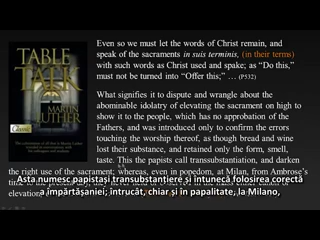 TABLE
TALK
MARTIN
LUTHER
Even so we must let the words of Christ remain, and
speak of the sacraments in suis terminis, (in their terms)
with such words as Christ used and spake; as “Do this,”
must not be turned into “Offer this;” … (P532)
What signifies it to dispute and wrangle about the
abominable idolatry of elevating the sacrament on high to
show it to the people, which has no approbation of the
Fathers, and was introduced only to confirm the errors
touching the worship thereof, as though bread and wine
lost their substance, and retained only the form, smell,
taste. This the papists call transubstantiation, and darken
the right use of the sacrament; whereas, even in popedom, at Milan, from Ambrose's
Asta numesc papistași transubstanțiere și întunecă folosirea corectă
a împărtășaniei; întrucât, chiar și în papalitate, la Milano,
elevation,